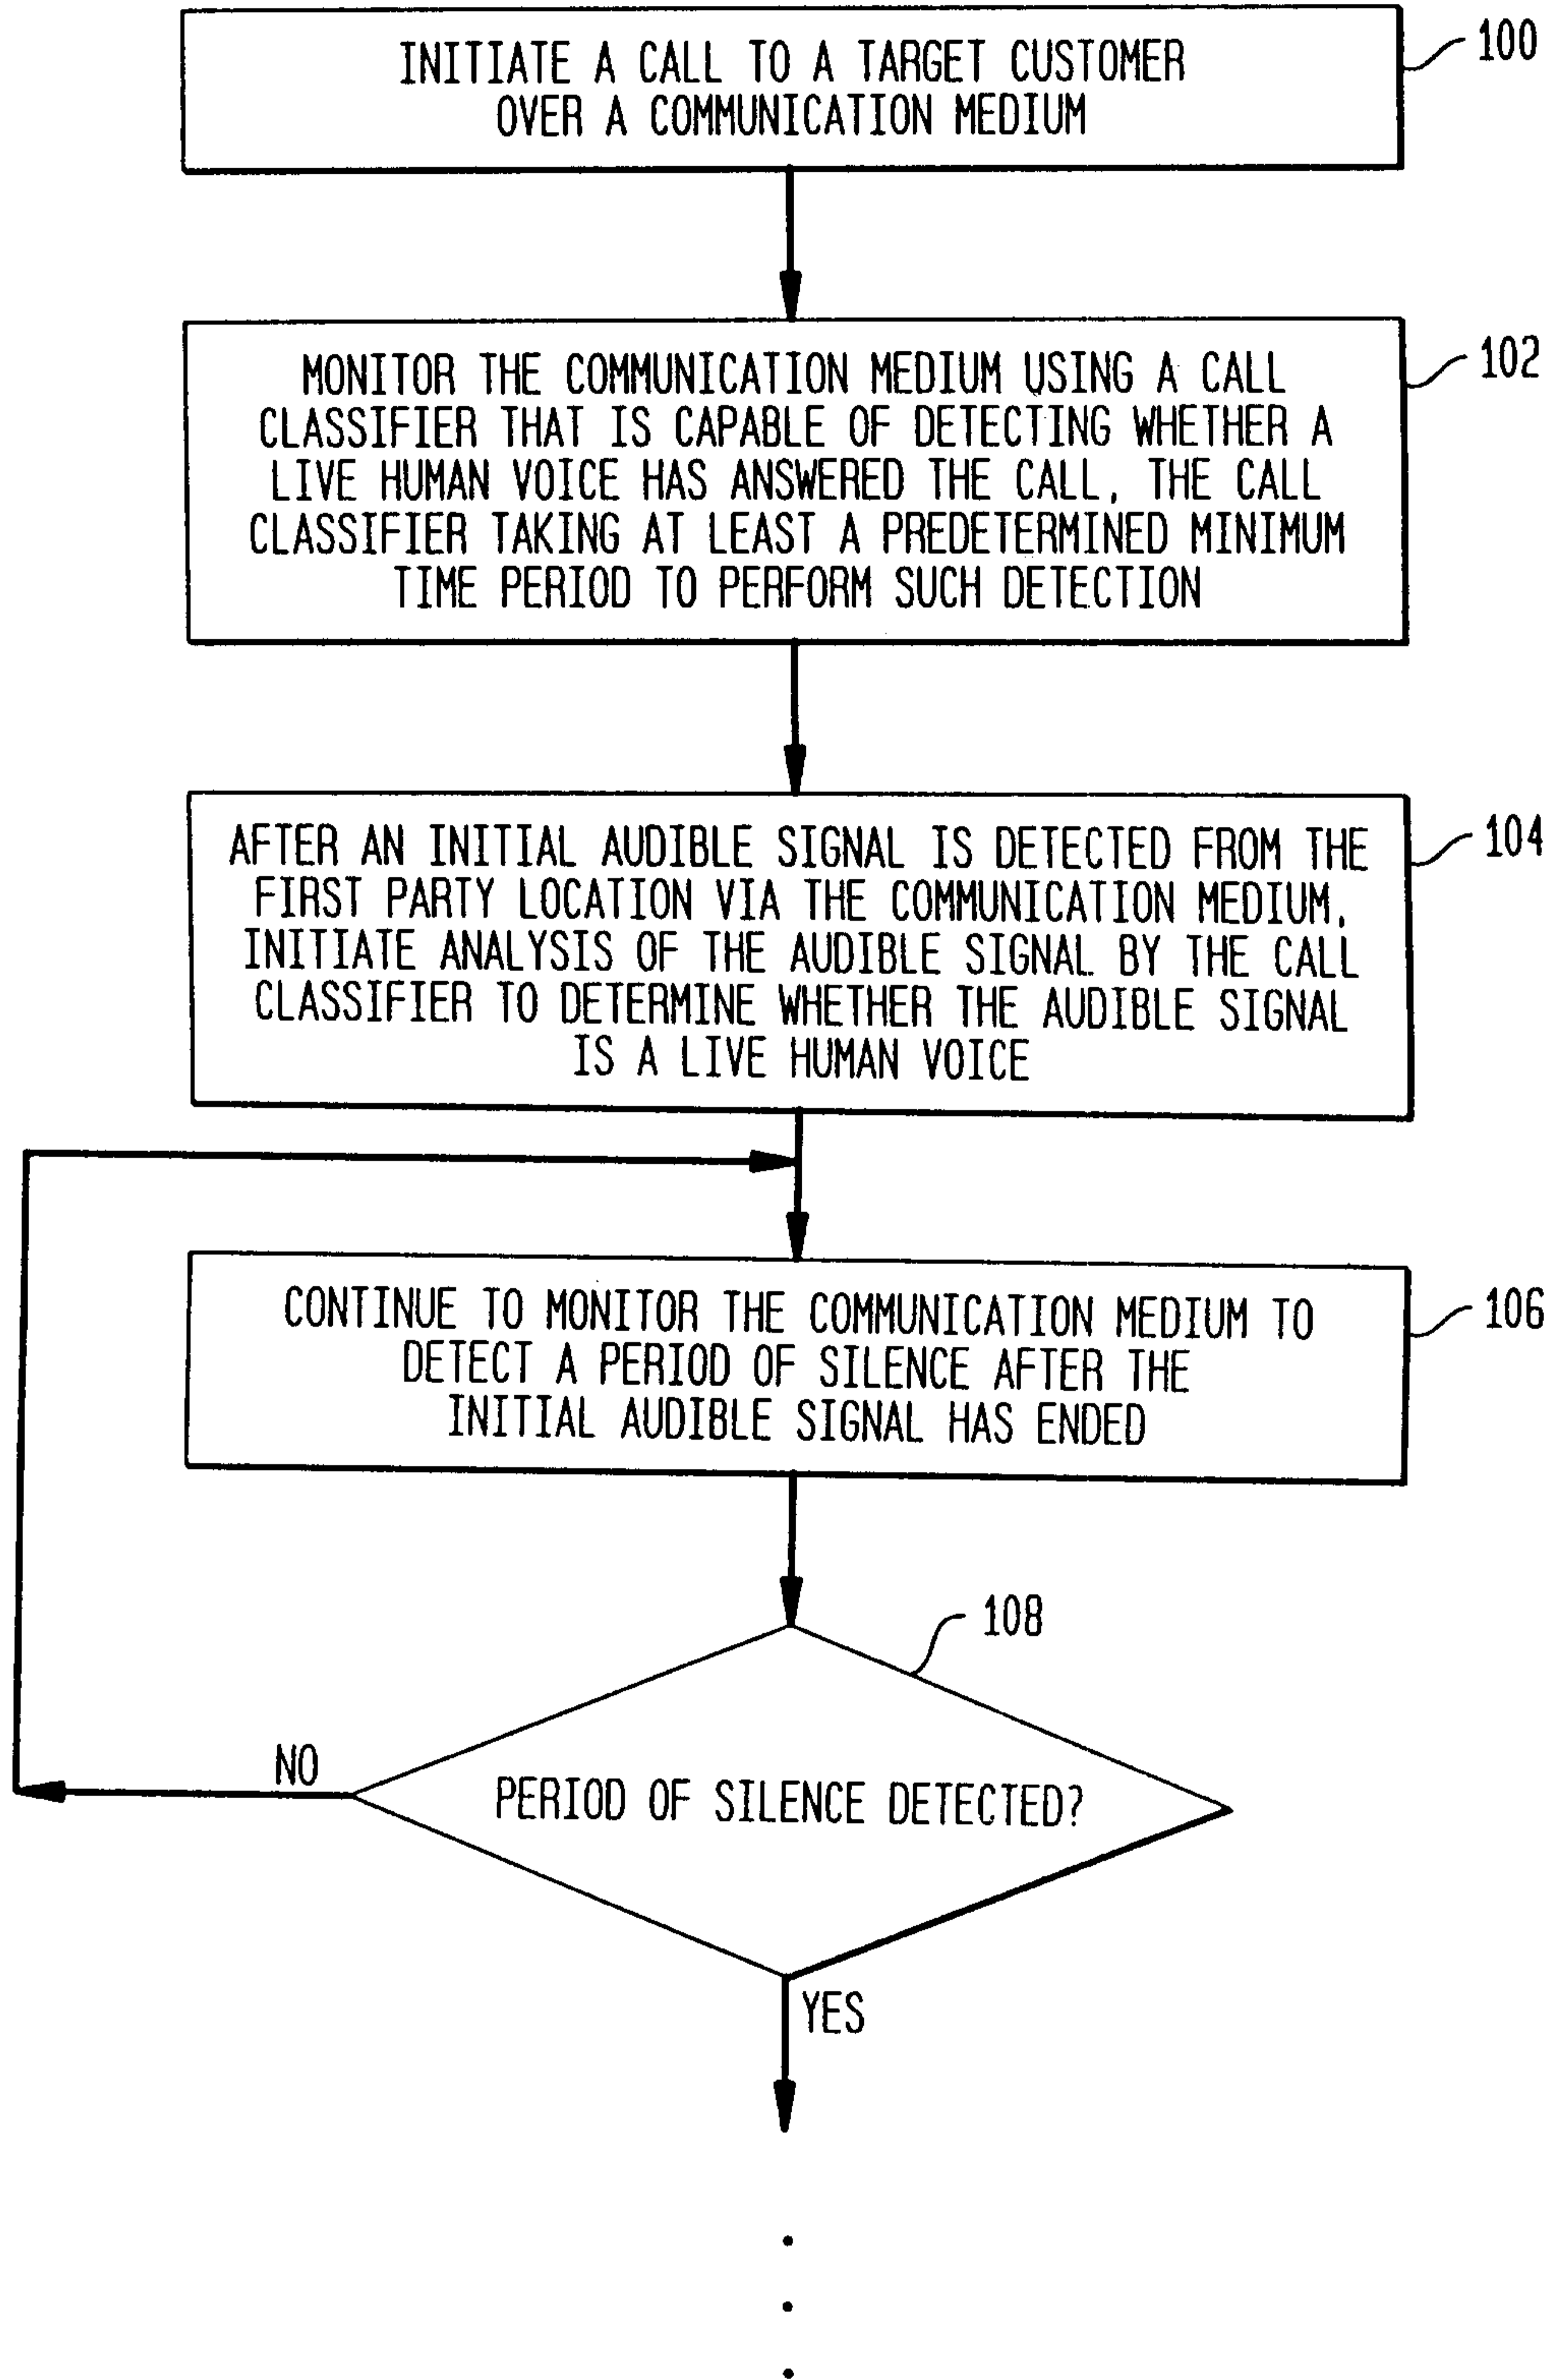 INITIATE A CALL TO A TARGET CUSTOMER
OVER A COMMUNICATION MEDIUM
100
MONITOR THE COMMUNICATION MEDIUM USING A CALL
CLASSIFIER THAT IS CAPABLE OF DETECTING WHETHER A
LIVE HUMAN VOICE HAS ANSWERED THE CALL, THE CALL
CLASSIFIER TAKING AT LEAST A PREDETERMINED MINIMUM
TIME PERIOD TO PERFORM SUCH DETECTION
102
AFTER AN INITIAL AUDIBLE SIGNAL IS DETECTED FROM THE
FIRST PARTY LOCATION VIA THE COMMUNICATION MEDIUM,
INITIATE ANALYSIS OF THE AUDIBLE SIGNAL BY THE CALL
CLASSIFIER TO DETERMINE WHETHER THE AUDIBLE SIGNAL
IS A LIVE HUMAN VOICE
104
CONTINUE TO MONITOR THE COMMUNICATION MEDIUM TO
DETECT A PERIOD OF SILENCE AFTER THE
INITIAL AUDIBLE SIGNAL HAS ENDED
106
108
NO
PERIOD OF SILENCE DETECTED?
YES